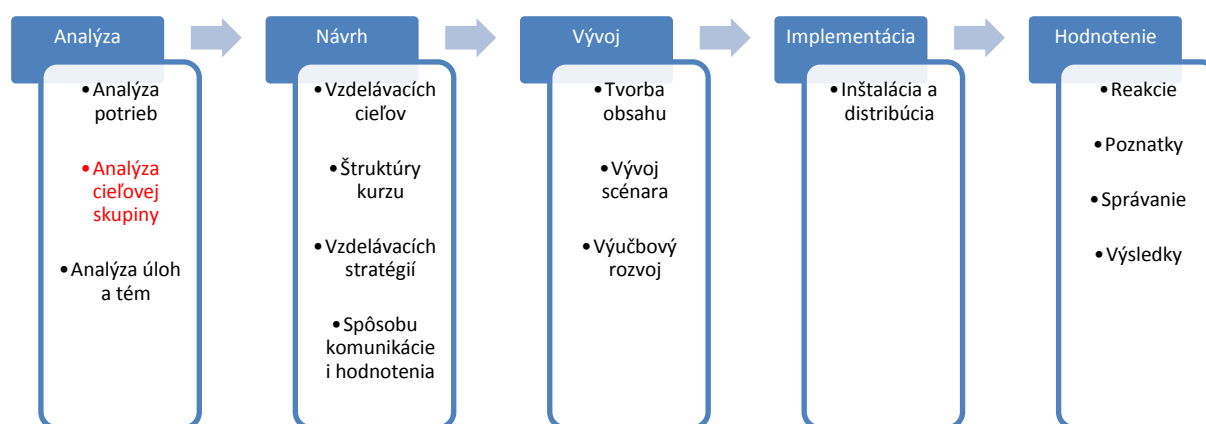 Analýza
•Analýza
potrieb
•Analýza
cieľovej
skupiny
•Analýza úloh
a tém
Návrh
•Vzdelávacích
cieľov
•Štruktúry
kurzu
•Vzdelávacích
stratégií
•Spôsobu
komunikácie
i hodnotenia
Vývoj
•Tvorba
obsahu
•Vývoj
scénara
•Výučbový
rozvoj
Implementácia
•Inštalácia a
distribúcia
Hodnotenie
•Reakcie
•Poznatky
•Správanie
•Výsledky